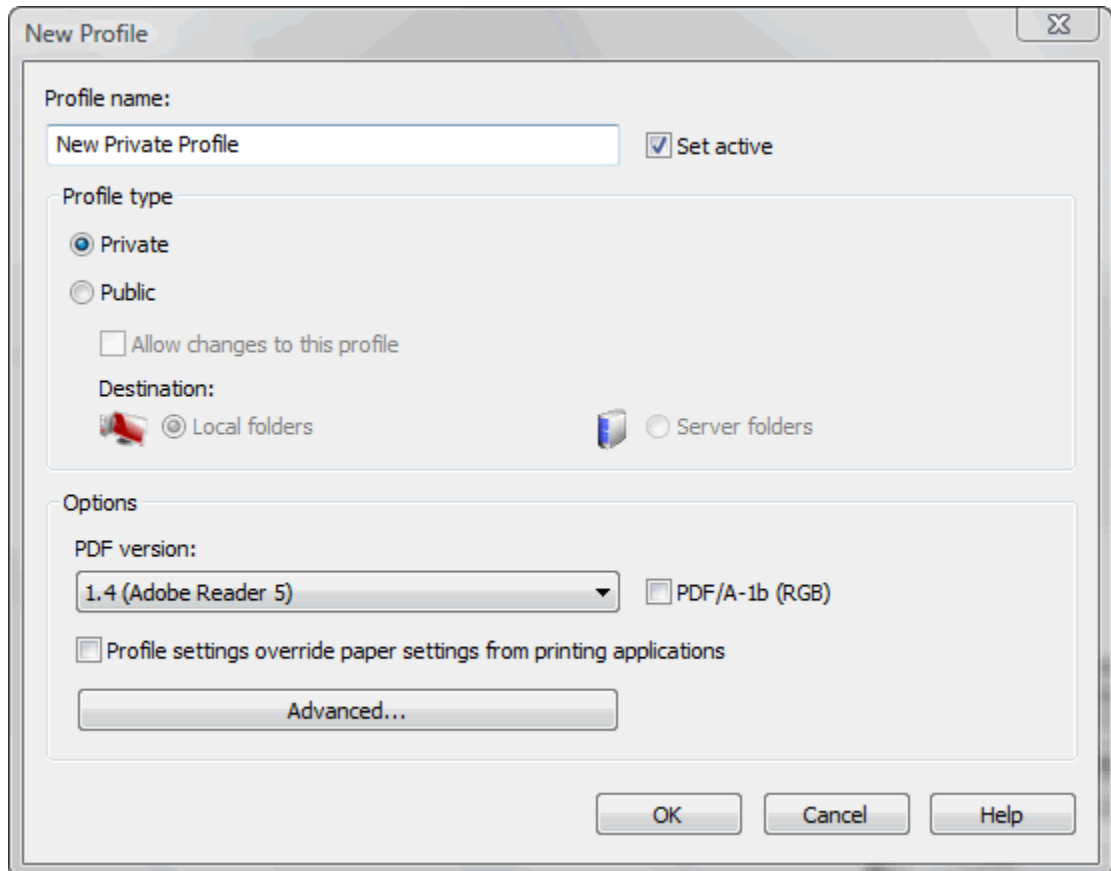 New Profile
Profile name:
New Private Profile
Set active
Profile type
Private
Public
Allow changes to this profile
Destination:
Local folders
Server folders
Options
PDF version:
1.4 (Adobe Reader 5)
PDF/A-1b (RGB)
Profile settings override paper settings from printing applications
Advanced...
OK
Cancel
Help